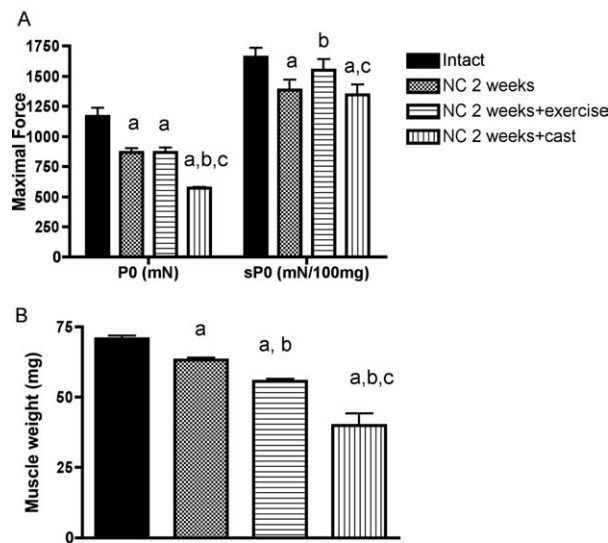 A
Maximal Force
1750
1500
1250
1000
750
500
250
0
a
a
a,b,c
a
b
a,c
P0 (mN)
sP0 (mN/100mg)
Intact
NC 2 weeks
NC 2 weeks+exercise
NC 2 weeks+cast
B
Muscle weight (mg)
75
50
25
0
a
a, b
a,b,c